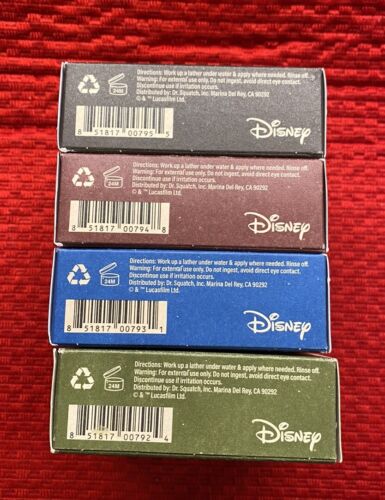 Directions: Work up a lather under water & apply where needed. Rinse off.
Warning: For external use only. Do not ingest, avoid direct eye contact.
Discontinue use if irritation occurs.
Distributed by: Dr. Squatch, Inc. Marina Del Rey, CA 90292
© & ™ Lucasfilm Ltd.
24M
8 51817 00795 5
Disney
Directions: Work up a lather under water & apply where needed. Rinse off.
Warning: For external use only. Do not ingest, avoid direct eye contact.
Discontinue use if irritation occurs.
Distributed by: Dr. Squatch, Inc. Marina Del Rey, CA 90292
© & ™ Lucasfilm Ltd.
24M
8 51817 00794 8
Disney
Directions: Work up a lather under water & apply where needed. Rinse off.
Warning: For external use only. Do not ingest, avoid direct eye contact.
Discontinue use if irritation occurs.
Distributed by: Dr. Squatch, Inc. Marina Del Rey, CA 90292
© & ™ Lucasfilm Ltd.
24M
8 51817 00793 1
Disney
Directions: Work up a lather under water & apply where needed. Rinse off.
Warning: For external use only. Do not ingest, avoid direct eye contact.
Discontinue use if irritation occurs.
Distributed by: Dr. Squatch, Inc. Marina Del Rey, CA 90292
© & ™ Lucasfilm Ltd.
24M
8 51817 00792 4
Disney